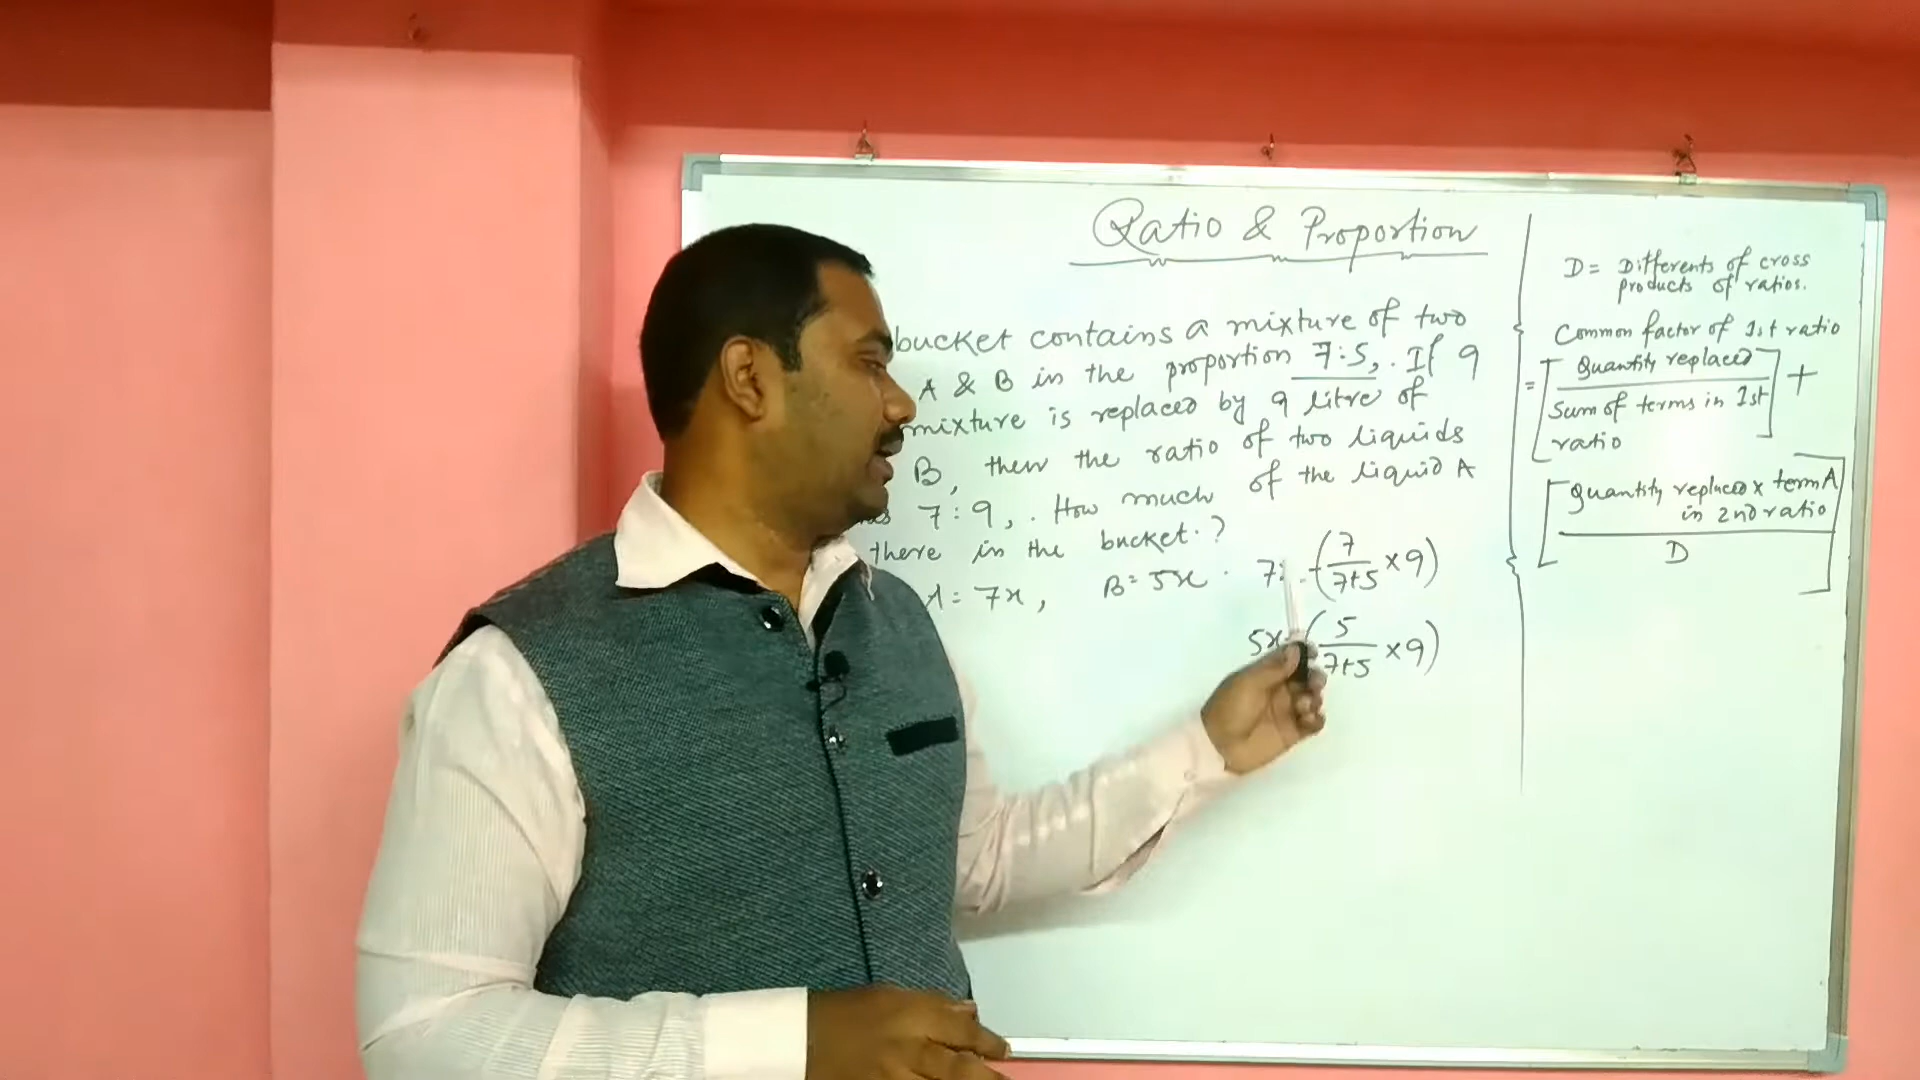 Ratio & Proportion
bucket contains a mixture of two
A & B in the proportion 7:5,. If 9
mixture is replaced by 9 litre of
B, then the ratio of two liquids
7:9,. How much of the liquid A
there in the bucket.?
A = 7x, B = 5x.
7x - (7/7+5 × 9)
5x - (5/7+5 × 9)
D = Differents of cross
products of ratios.
Common factor of 1st ratio
= [Quantity replaced / Sum of terms in 1st ratio] +
[Quantity replaced × term A in 2nd ratio / D]